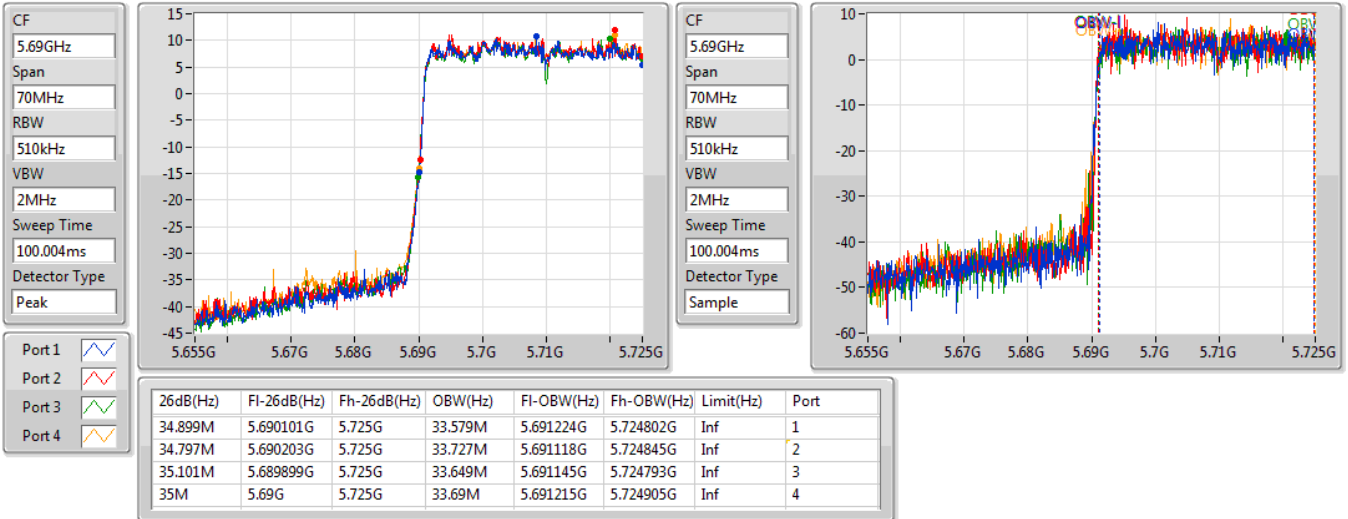 CF
5.69GHz
Span
70MHz
RBW
510kHz
VBW
2MHz
Sweep Time
100.004ms
Detector Type
Peak
15
10
5
0
-5
-10
-15
-20
-25
-30
-35
-40
-45
5.655G 5.67G 5.68G 5.69G 5.7G 5.71G 5.725G
CF
5.69GHz
Span
70MHz
RBW
510kHz
VBW
2MHz
Sweep Time
100.004ms
Detector Type
Sample
10
0
-10
-20
-30
-40
-50
-60
5.655G 5.67G 5.68G 5.69G 5.7G 5.71G 5.725G
Port 1
Port 2
Port 3
Port 4
26dB(Hz) Fl-26dB(Hz) Fh-26dB(Hz) OBW(Hz) Fl-OBW(Hz) Fh-OBW(Hz) Limit(Hz) Port
34.899M 5.690101G 5.725G 33.579M 5.691224G 5.724802G Inf 1
34.797M 5.690203G 5.725G 33.727M 5.691118G 5.724845G Inf 2
35.101M 5.689899G 5.725G 33.649M 5.691145G 5.724793G Inf 3
35M 5.69G 5.725G 33.69M 5.691215G 5.724905G Inf 4